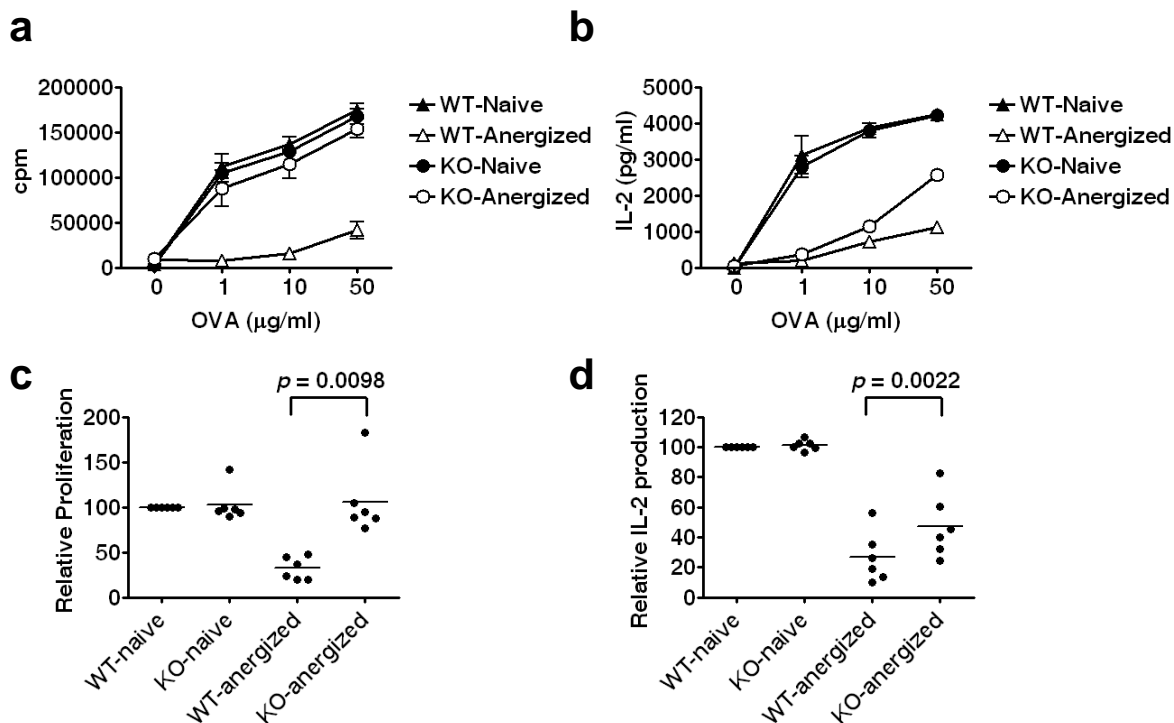 a
200000
150000
100000
50000
0
cpm
0 1 10 50
OVA (μg/ml)
WT-Naive
WT-Anergized
KO-Naive
KO-Anergized
b
5000
4000
3000
2000
1000
0
IL-2 (pg/ml)
0 1 10 50
OVA (μg/ml)
WT-Naive
WT-Anergized
KO-Naive
KO-Anergized
c
p = 0.0098
200
150
100
50
0
Relative Proliferation
WT-naive
KO-naive
WT-anergized
KO-anergized
d
p = 0.0022
120
100
80
60
40
20
0
Relative IL-2 production
WT-naive
KO-naive
WT-anergized
KO-anergized